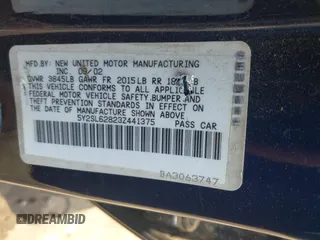 MFD BY: NEW UNITED MOTOR MANUFACTURING
INC 09/02
GVWR 3845LB GAWR FR 2015LB RR
THIS VEHICLE CONFORMS TO ALL APPLICABLE
FEDERAL MOTOR VEHICLE SAFETY BUMPER AND
THEFT PREVENTION STANDARDS IN EFFECT ON
THE DATE OF MANUFACTURE SHOWN ABOVE
5Y2SL62823Z441375 PASS CAR
BA3063747
DREAMBID